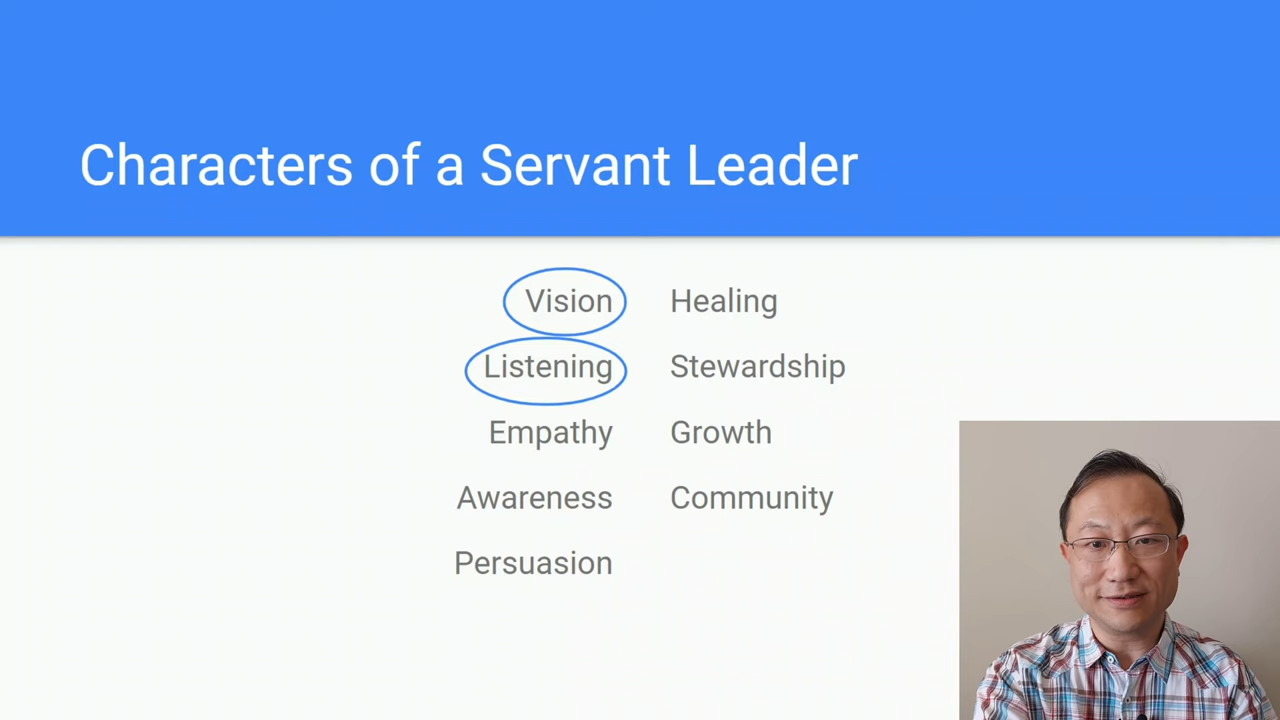 Characters of a Servant Leader
Vision
Listening
Empathy
Awareness
Persuasion
Healing
Stewardship
Growth
Community